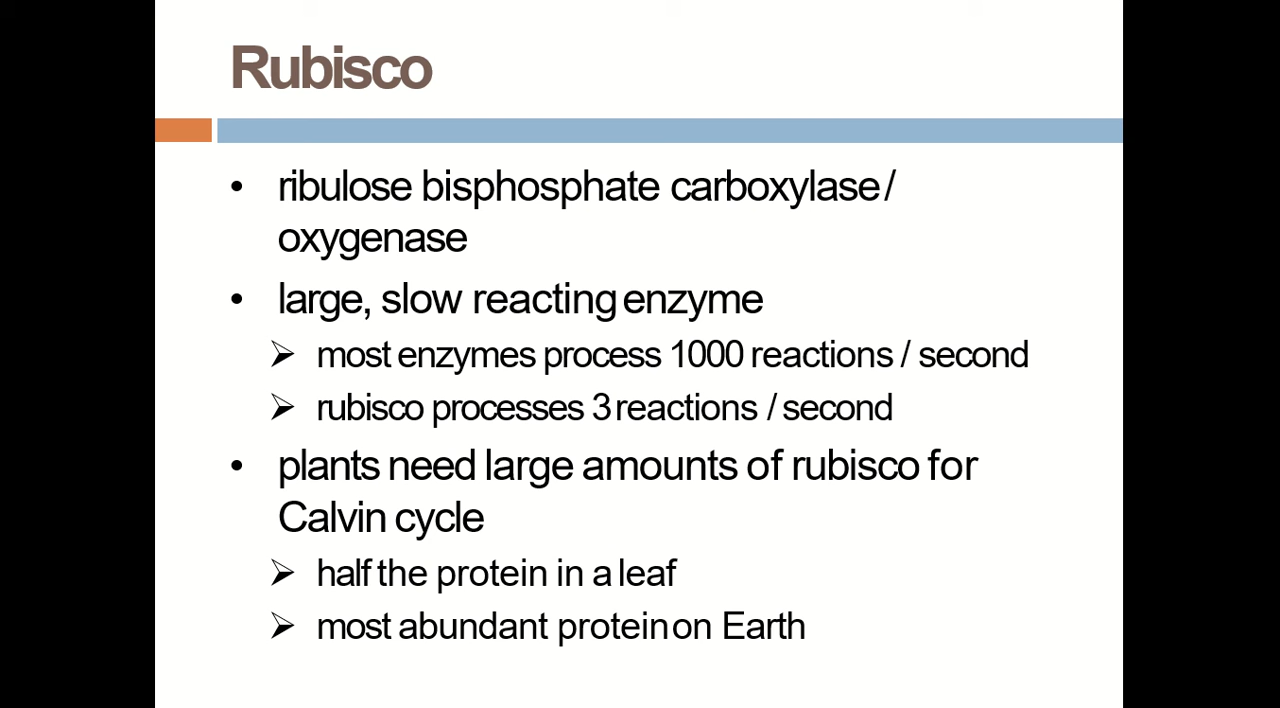 Rubisco
• ribulose bisphosphate carboxylase/
oxygenase
• large, slow reacting enzyme
➢ most enzymes process 1000 reactions / second
➢ rubisco processes 3 reactions / second
• plants need large amounts of rubisco for
Calvin cycle
➢ half the protein in a leaf
➢ most abundant protein on Earth